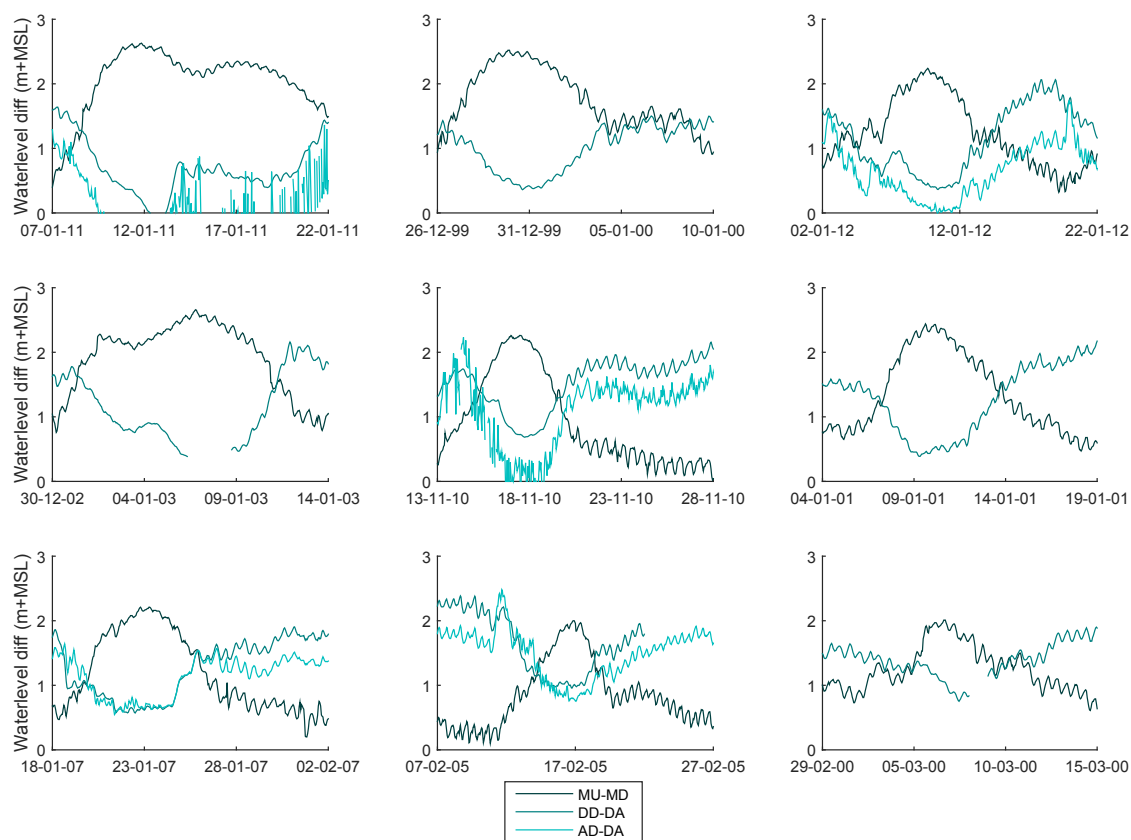 Waterlevel diff (m+MSL)
3
2
1
0
07-01-11 12-01-11 17-01-11 22-01-11
3
2
1
0
26-12-99 31-12-99 05-01-00 10-01-00
3
2
1
0
02-01-12 12-01-12 22-01-12
Waterlevel diff (m+MSL)
3
2
1
0
30-12-02 04-01-03 09-01-03 14-01-03
3
2
1
0
13-11-10 18-11-10 23-11-10 28-11-10
3
2
1
0
04-01-01 09-01-01 14-01-01 19-01-01
Waterlevel diff (m+MSL)
3
2
1
0
18-01-07 23-01-07 28-01-07 02-02-07
3
2
1
0
07-02-05 17-02-05 27-02-05
3
2
1
0
29-02-00 05-03-00 10-03-00 15-03-00
MU-MD
DD-DA
AD-DA